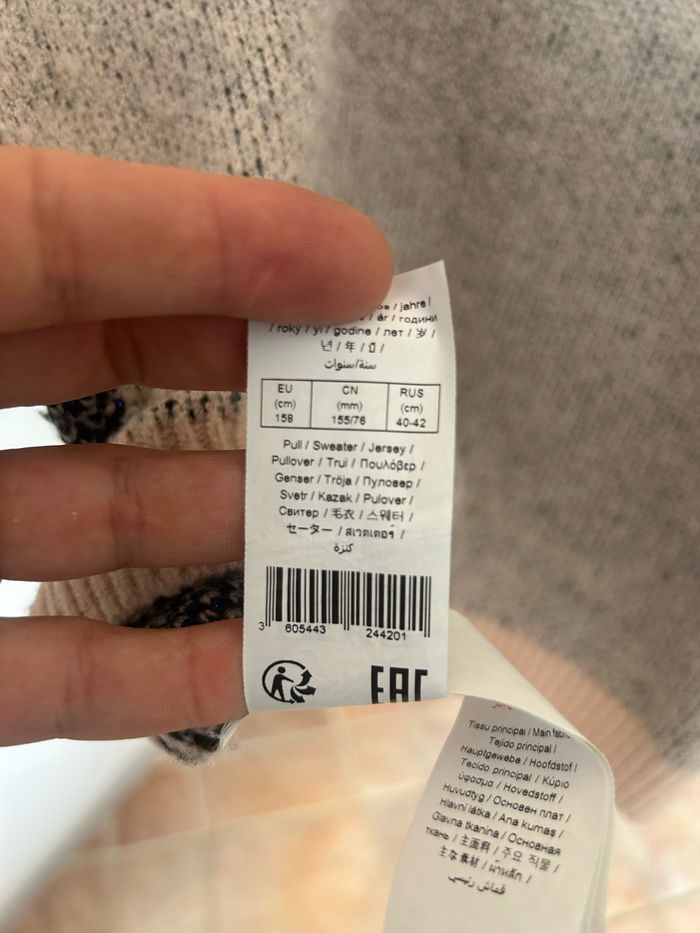 / jahre /
/ år / години
/ roky / yı / godine / лет / 岁 /
년 / 年 / ปี /
سنة/سنوات
EU CN RUS
(cm) (mm) (cm)
158 155/76 40-42
Pull / Sweater / Jersey /
Pullover / Trui / Πουλόβερ /
Genser / Tröja / Пуловер /
Svetr / Kazak / Pulover /
Свитер / 毛衣 / 스웨터 /
セーター / สเวตเตอร์ /
كنزة
3 605443 244201
EAC
Tissu principal / Main
Tejido principal /
Hauptgewebe / Hoofdstof /
Tecido principal / Κύριο
ύφασμα / Hovedstoff /
Huvudtyg / Основен плат /
Hlavní látka / Ana kumaş /
Glavna tkanina / Основная
ткань / 主面料 / 주요 직물 /
主な素材 / ผ้าหลัก /
قماش رئيسي